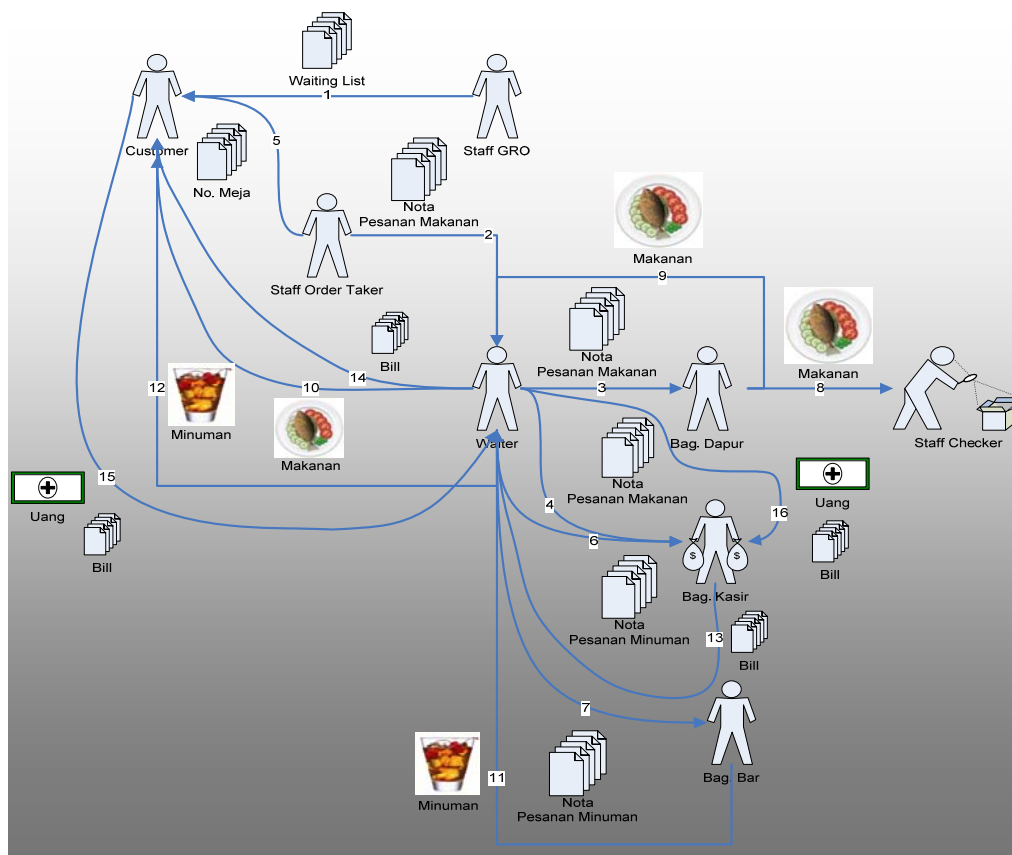 Waiting List
1
Customer
Staff GRO
5
No. Meja
Nota
Pesanan Makanan
2
Staff Order Taker
Makanan
9
Bill
Nota
Pesanan Makanan
Makanan
12
14
10
3
8
Minuman
Waiter
Bag. Dapur
Staff Checker
Makanan
15
Nota
Pesanan Makanan
4
16
Uang
Uang
6
Bill
Bill
Bag. Kasir
Nota
Pesanan Minuman
$
$
13
Bill
7
11
Bag. Bar
Minuman
Nota
Pesanan Minuman